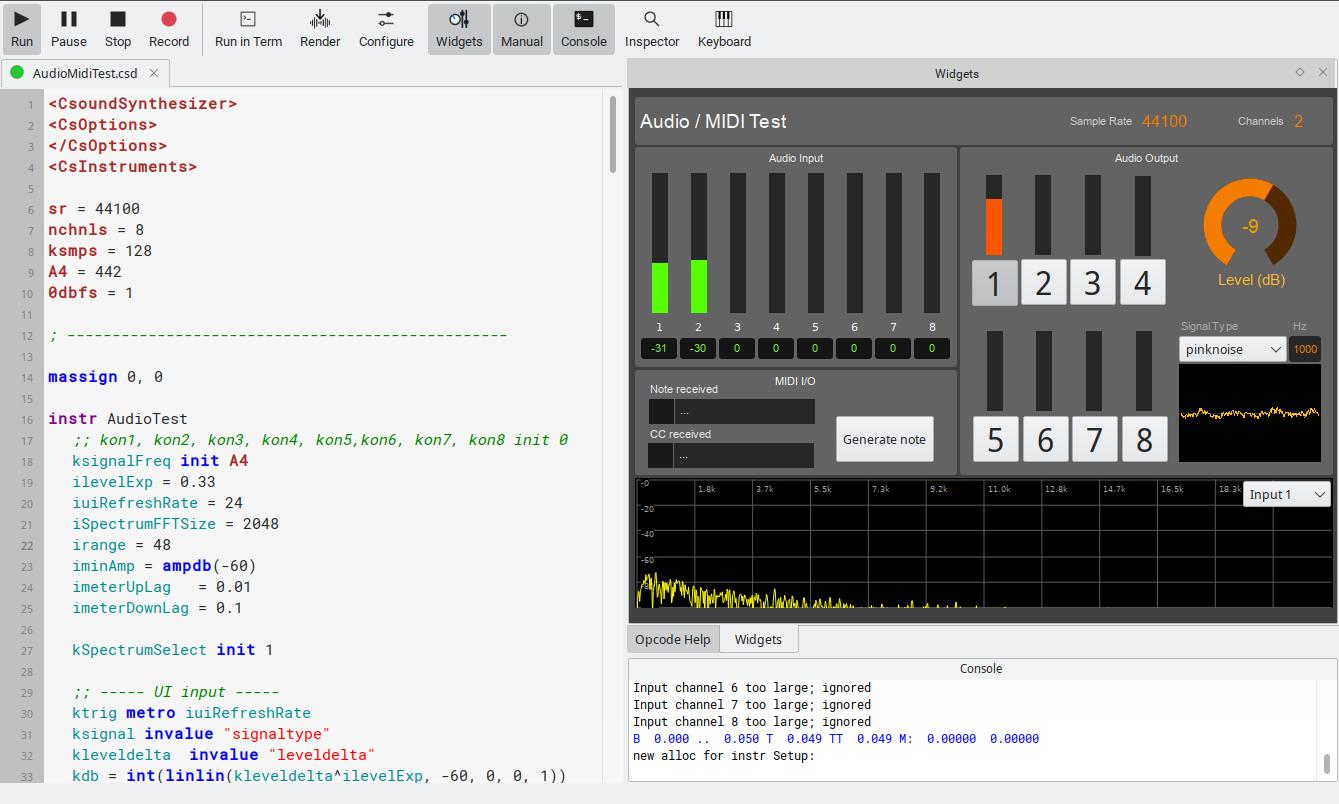 Run Pause Stop Record Run in Term Render Configure Widgets Manual Console Inspector Keyboard
AudioMidiTest.csd
1 <CsoundSynthesizer>
2 <CsOptions>
3 </CsOptions>
4 <CsInstruments>
5
6 sr = 44100
7 nchnls = 8
8 ksmps = 128
9 A4 = 442
10 0dbfs = 1
11
12 ; -------------------------------------------------
13
14 massign 0, 0
15
16 instr AudioTest
17 ;; kon1, kon2, kon3, kon4, kon5,kon6, kon7, kon8 init 0
18 ksignalFreq init A4
19 ilevelExp = 0.33
20 iuiRefreshRate = 24
21 iSpectrumFFTSize = 2048
22 irange = 48
23 iminAmp = ampdb(-60)
24 imeterUpLag = 0.01
25 imeterDownLag = 0.1
26
27 kSpectrumSelect init 1
28
29 ;; ----- UI input -----
30 ktrig metro iuiRefreshRate
31 ksignal invalue "signaltype"
32 kleveldelta invalue "leveldelta"
33 kdb = int(linlin(kleveldelta^ilevelExp, -60, 0, 0, 1))
Widgets
Audio / MIDI Test
Sample Rate 44100 Channels 2
Audio Input
1 2 3 4 5 6 7 8
-31 -30 0 0 0 0 0 0
MIDI I/O
Note received
...
CC received
...
Generate note
Audio Output
1 2 3 4
-9
Level (dB)
5 6 7 8
Signal Type Hz
pinknoise 1000
-0 1.8k 3.7k 5.5k 7.3k 9.2k 11.0k 12.8k 14.7k 16.5k 18.3k
Input 1
-20
-40
-60
Opcode Help Widgets
Console
Input channel 6 too large; ignored
Input channel 7 too large; ignored
Input channel 8 too large; ignored
B 0.000 .. 0.050 T 0.049 TT 0.049 M: 0.00000 0.00000
new alloc for instr Setup: